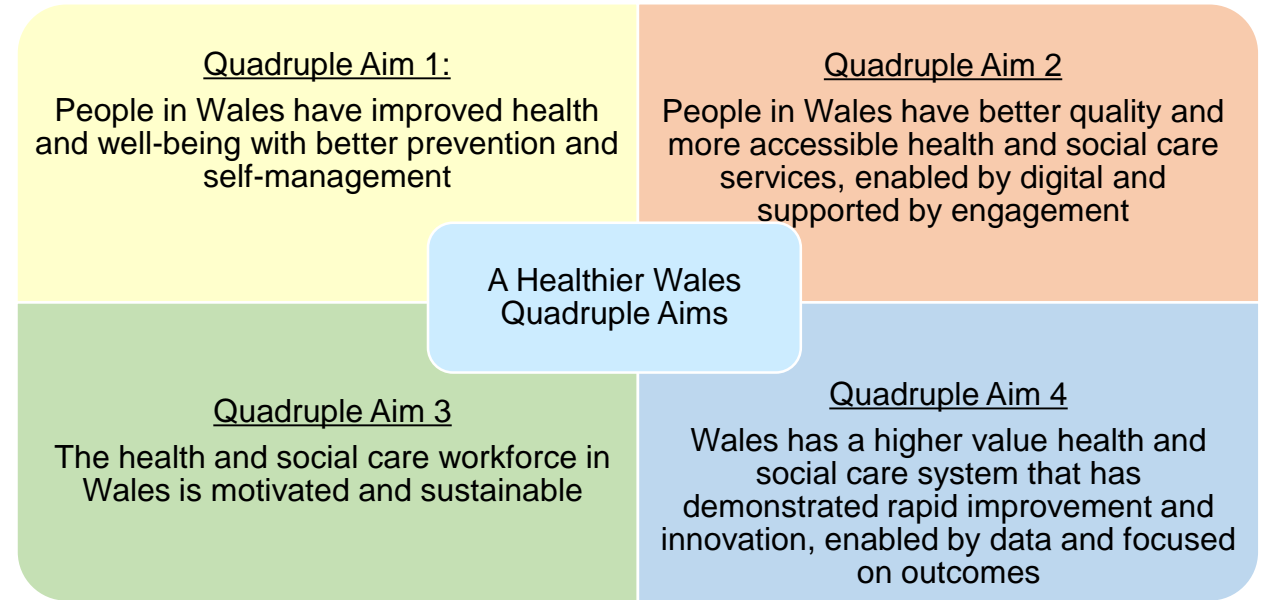 Quadruple Aim 1:
People in Wales have improved health
and well-being with better prevention and
self-management
Quadruple Aim 2
People in Wales have better quality and
more accessible health and social care
services, enabled by digital and
supported by engagement
A Healthier Wales
Quadruple Aims
Quadruple Aim 3
The health and social care workforce in
Wales is motivated and sustainable
Quadruple Aim 4
Wales has a higher value health and
social care system that has
demonstrated rapid improvement and
innovation, enabled by data and focused
on outcomes